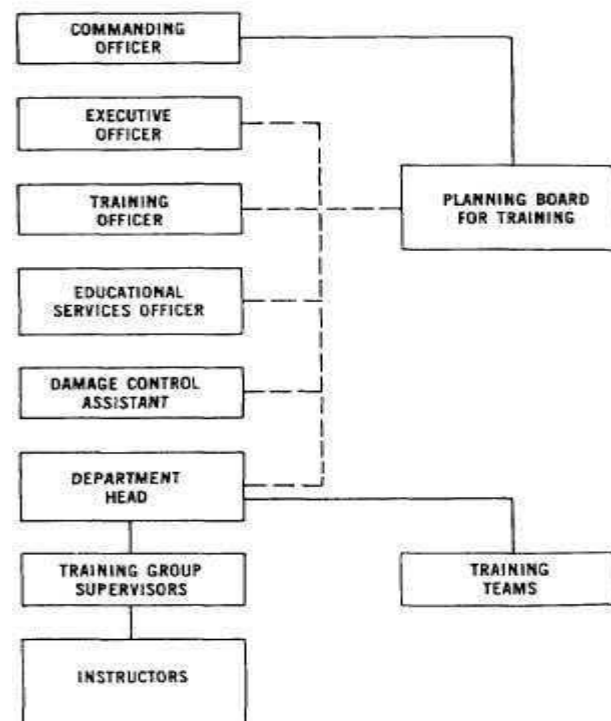 COMMANDING
OFFICER
EXECUTIVE
OFFICER
TRAINING
OFFICER
PLANNING BOARD
FOR TRAINING
EDUCATIONAL
SERVICES OFFICER
DAMAGE CONTROL
ASSISTANT
DEPARTMENT
HEAD
TRAINING GROUP
SUPERVISORS
TRAINING
TEAMS
INSTRUCTORS